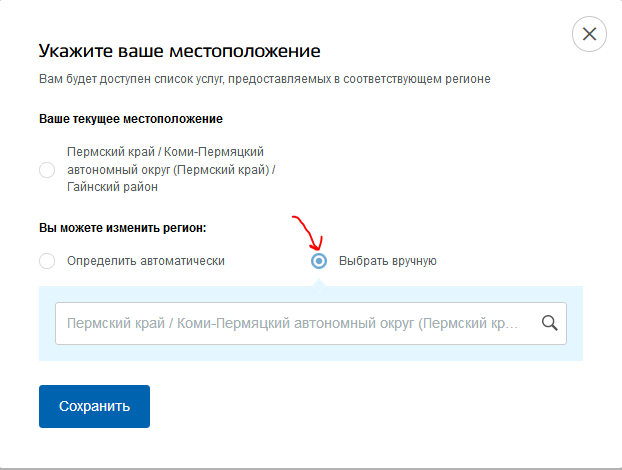 Укажите ваше местоположение
Вам будет доступен список услуг, предоставляемых в соответствующем регионе
Ваше текущее местоположение
Пермский край / Коми-Пермяцкий
автономный округ (Пермский край) /
Гайнский район
Вы можете изменить регион:
Определить автоматически
Выбрать вручную
Пермский край / Коми-Пермяцкий автономный округ (Пермский кр...
Сохранить